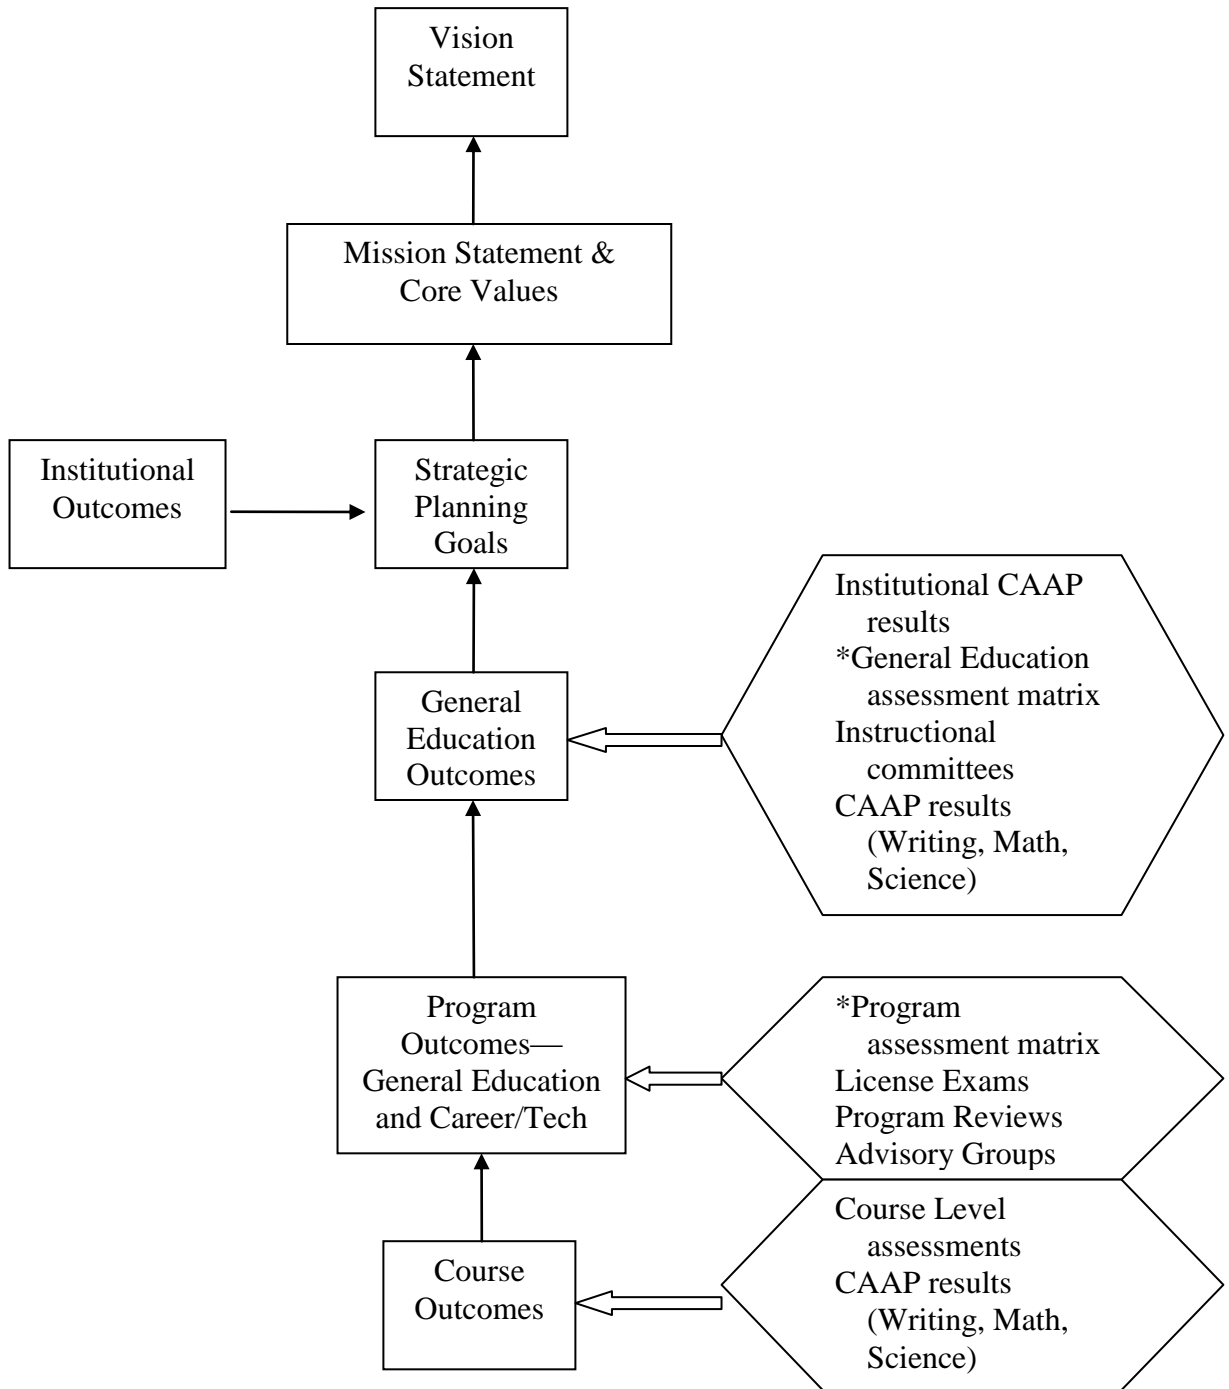 Vision
Statement
Mission Statement &
Core Values
Institutional
Outcomes
Strategic
Planning
Goals
General
Education
Outcomes
Institutional CAAP
results
*General Education
assessment matrix
Instructional
committees
CAAP results
(Writing, Math,
Science)
Program
Outcomes—
General Education
and Career/Tech
*Program
assessment matrix
License Exams
Program Reviews
Advisory Groups
Course
Outcomes
Course Level
assessments
CAAP results
(Writing, Math,
Science)